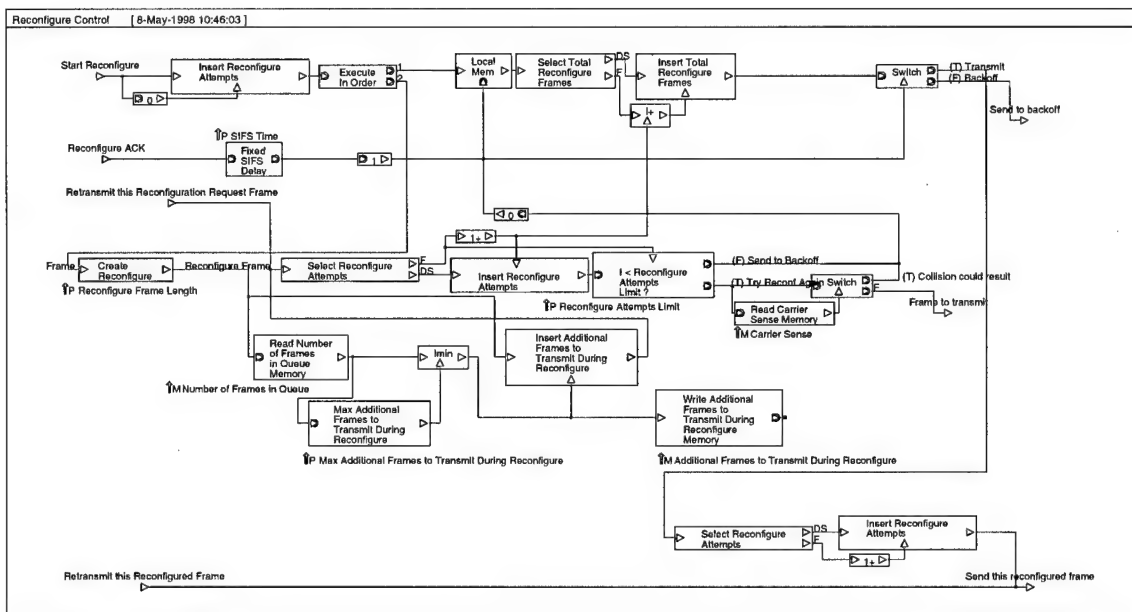 Reconfigure Control [ 8-May-1998 10:46:03 ]
Start Reconfigure
Insert Reconfigure
Attempts
0
Execute
In Order
1
2
Local
Mem
Select Total
Reconfigure
Frames
DS
F
Insert Total
Reconfigure
Frames
I+
Switch
(T) Transmit
(F) Backoff
Send to backoff
Reconfigure ACK
P SIFS Time
Fixed
SIFS
Delay
1
Retransmit this Reconfiguration Request Frame
0
1+
Frame
Create
Reconfigure
P Reconfigure Frame Length
Reconfigure Frame
Select Reconfigure
Attempts
F
DS
Insert Reconfigure
Attempts
I < Reconfigure
Attempts
Limit ?
P Reconfigure Attempts Limit
(F) Send to Backoff
(T) Try Reconf Again
Switch
(T) Collision could result
F
Frame to transmit
Read Carrier
Sense Memory
M Carrier Sense
Read Number
of Frames
in Queue
Memory
M Number of Frames in Queue
Imin
Insert Additional
Frames to
Transmit During
Reconfigure
Max Additional
Frames to
Transmit During
Reconfigure
P Max Additional Frames to Transmit During Reconfigure
Write Additional
Frames to
Transmit During
Reconfigure
Memory
M Additional Frames to Transmit During Reconfigure
Select Reconfigure
Attempts
DS
F
Insert Reconfigure
Attempts
1+
Retransmit this Reconfigured Frame
Send this reconfigured frame